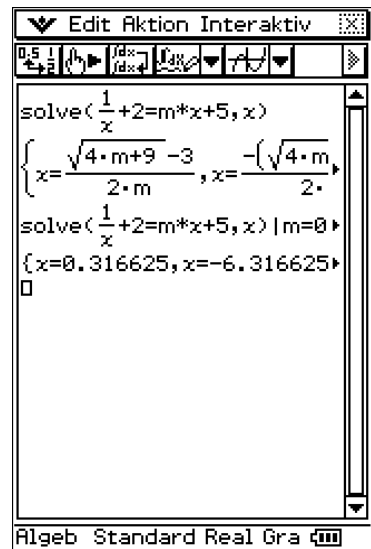 Edit Aktion Interaktiv
solve(1/x+2=m*x+5,x)
{x=(√(4·m+9) -3)/(2·m),x=(-(√(4·m)/(2·
solve(1/x+2=m*x+5,x)|m=0
{x=0.316625,x=-6.316625
Algeb Standard Real Gra